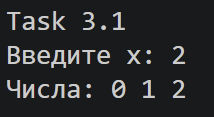 Task 3.1
Введите x: 2
Числа: 0 1 2